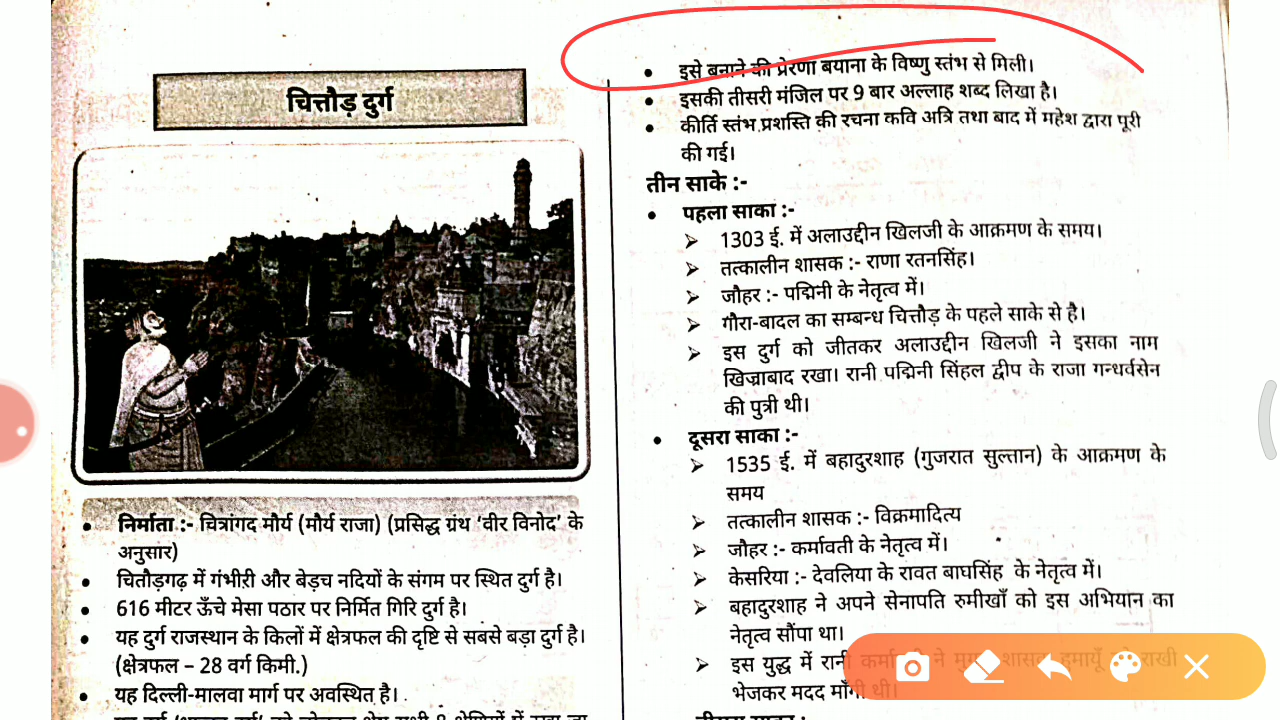 चित्तौड़ दुर्ग
निर्माता :- चित्रांगद मौर्य (मौर्य राजा) (प्रसिद्ध ग्रंथ ‘वीर विनोद’ के
अनुसार)
चितौड़गढ़ में गंभीरी और बेड़च नदियों के संगम पर स्थित दुर्ग है।
616 मीटर ऊँचे मेसा पठार पर निर्मित गिरि दुर्ग है।
यह दुर्ग राजस्थान के किलों में क्षेत्रफल की दृष्टि से सबसे बड़ा दुर्ग है।
(क्षेत्रफल – 28 वर्ग किमी.)
यह दिल्ली-मालवा मार्ग पर अवस्थित है।
इसे बनाने की प्रेरणा बयाना के विष्णु स्तंभ से मिली।
इसकी तीसरी मंजिल पर 9 बार अल्लाह शब्द लिखा है।
कीर्ति स्तंभ प्रशस्ति की रचना कवि अत्रि तथा बाद में महेश द्वारा पूरी
की गई।
तीन साके :-
पहला साका :-
1303 ई. में अलाउद्दीन खिलजी के आक्रमण के समय।
तत्कालीन शासक :- राणा रतनसिंह।
जौहर :- पद्मिनी के नेतृत्व में।
गौरा-बादल का सम्बन्ध चित्तौड़ के पहले साके से है।
इस दुर्ग को जीतकर अलाउद्दीन खिलजी ने इसका नाम
खिज्राबाद रखा। रानी पद्मिनी सिंहल द्वीप के राजा गन्धर्वसेन
की पुत्री थी।
दूसरा साका :-
1535 ई. में बहादुरशाह (गुजरात सुल्तान) के आक्रमण के
समय
तत्कालीन शासक :- विक्रमादित्य
जौहर :- कर्मावती के नेतृत्व में।
केसरिया :- देवलिया के रावत बाघसिंह के नेतृत्व में।
बहादुरशाह ने अपने सेनापति रुमीखाँ को इस अभियान का
नेतृत्व सौंपा था।
इस युद्ध में रानी कर्मावती ने मुगल शासक हुमायूँ को राखी
भेजकर मदद माँगी थी।